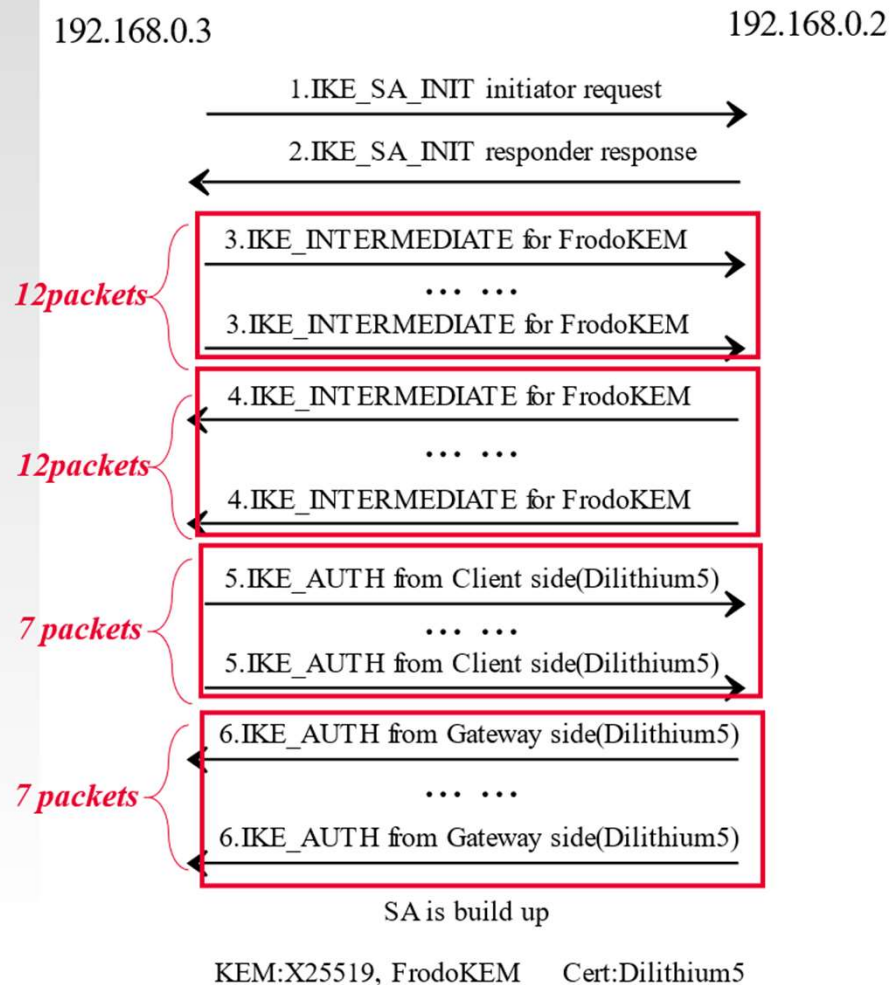 192.168.0.3 192.168.0.2
1.IKE_SA_INIT initiator request
2.IKE_SA_INIT responder response
12packets
3.IKE_INTERMEDIATE for FrodoKEM
... ...
3.IKE_INTERMEDIATE for FrodoKEM
12packets
4.IKE_INTERMEDIATE for FrodoKEM
... ...
4.IKE_INTERMEDIATE for FrodoKEM
7 packets
5.IKE_AUTH from Client side(Dilithium5)
... ...
5.IKE_AUTH from Client side(Dilithium5)
7 packets
6.IKE_AUTH from Gateway side(Dilithium5)
... ...
6.IKE_AUTH from Gateway side(Dilithium5)
SA is build up
KEM:X25519, FrodoKEM Cert:Dilithium5